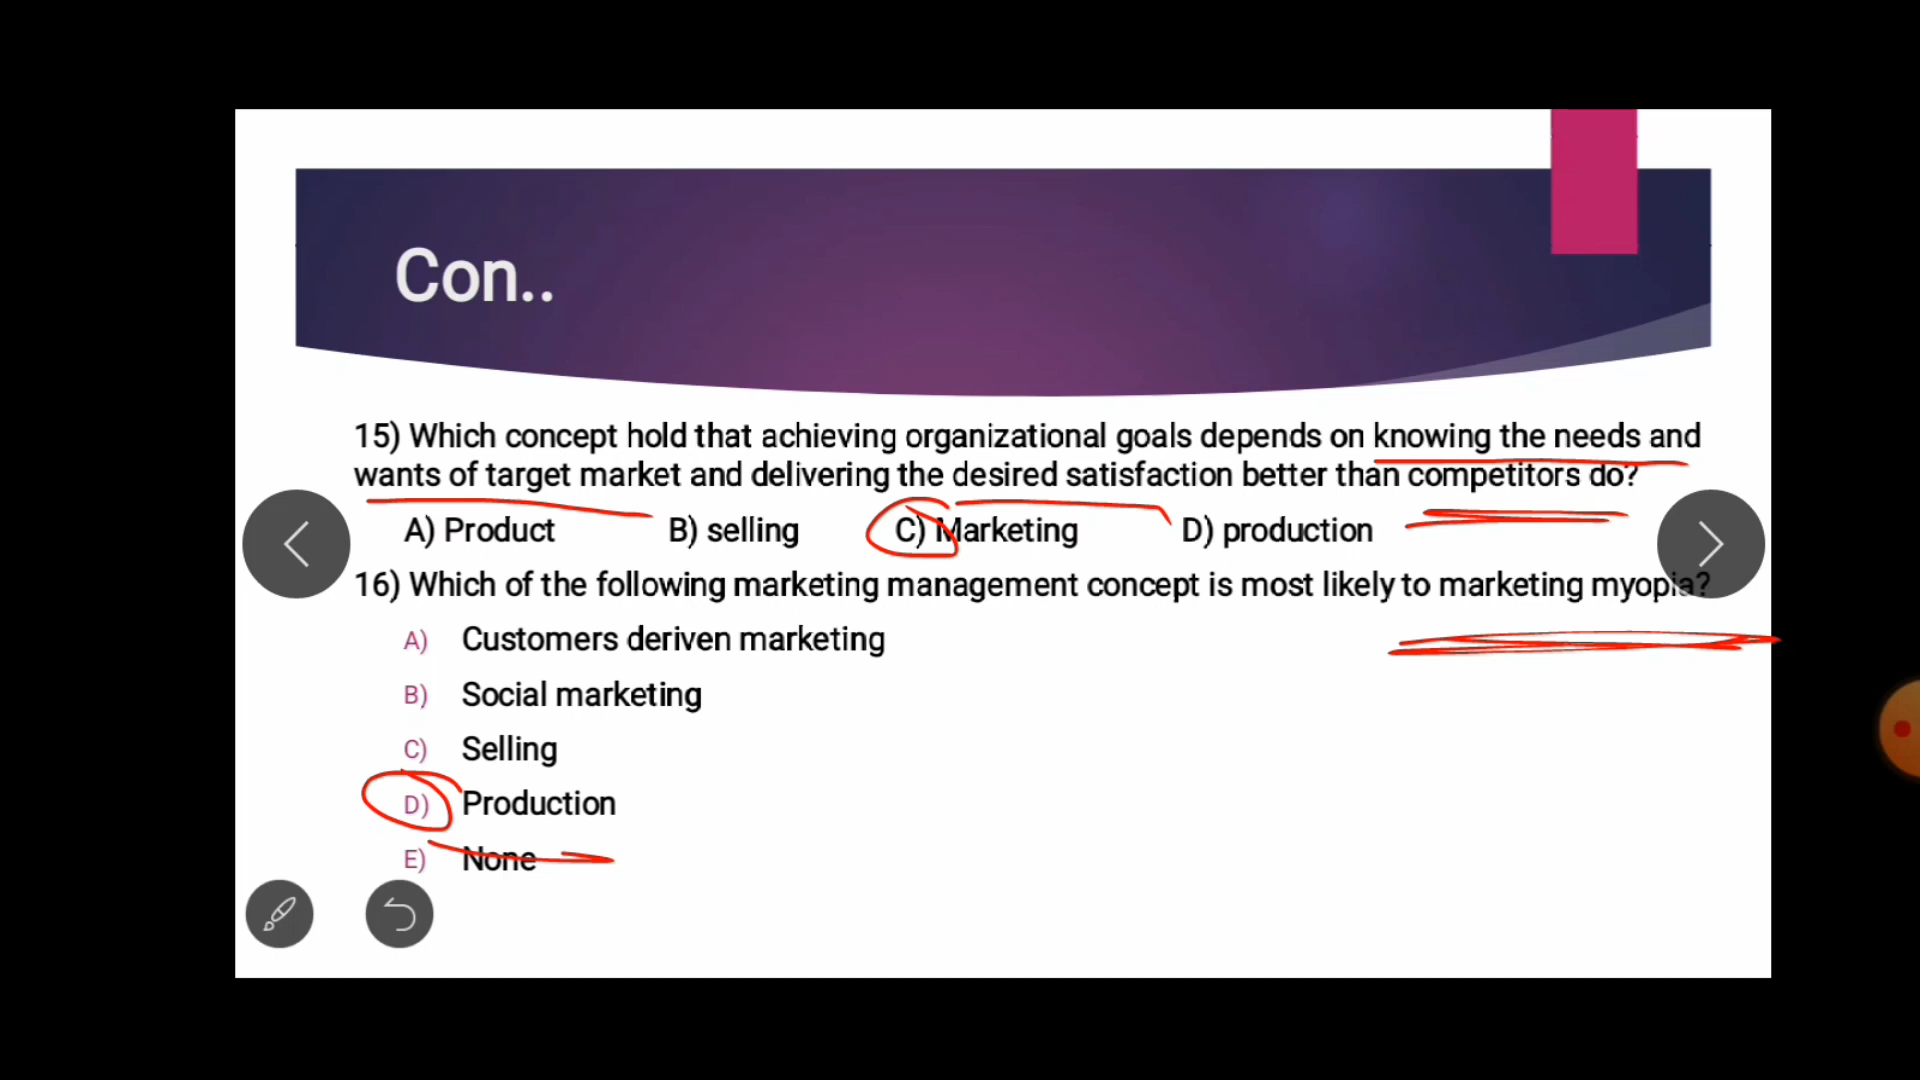 Con..
15) Which concept hold that achieving organizational goals depends on knowing the needs and
wants of target market and delivering the desired satisfaction better than competitors do?
A) Product B) selling C) Marketing D) production
16) Which of the following marketing management concept is most likely to marketing myopia?
A) Customers deriven marketing
B) Social marketing
C) Selling
D) Production
E) None